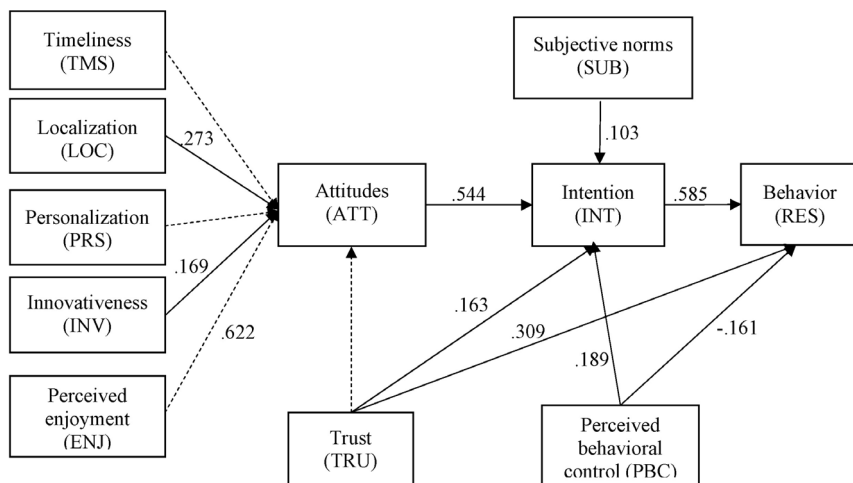 Timeliness
(TMS)
Subjective norms
(SUB)
Localization
(LOC)
.273
.103
Attitudes
(ATT)
.544
Intention
(INT)
.585
Behavior
(RES)
Personalization
(PRS)
.169
Innovativeness
(INV)
.622
.163
.309
.189
-.161
Perceived
enjoyment
(ENJ)
Trust
(TRU)
Perceived
behavioral
control (PBC)